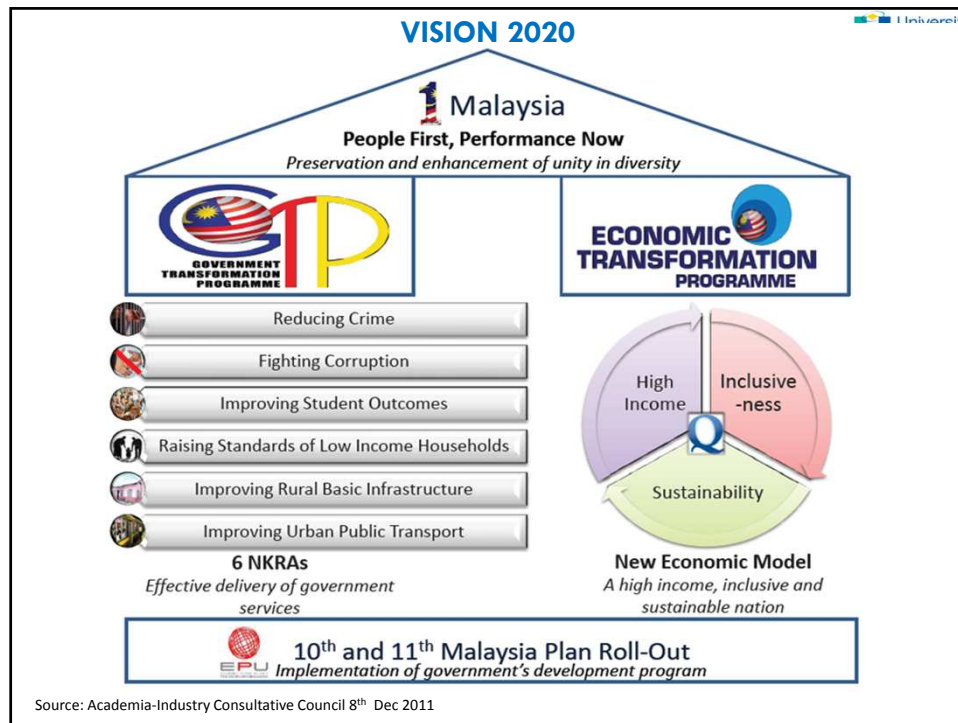 VISION 2020
1 Malaysia
People First, Performance Now
Preservation and enhancement of unity in diversity
GTP
GOVERNMENT
TRANSFORMATION
PROGRAMME
ECONOMIC
TRANSFORMATION
PROGRAMME
Reducing Crime
Fighting Corruption
Improving Student Outcomes
Raising Standards of Low Income Households
Improving Rural Basic Infrastructure
Improving Urban Public Transport
6 NKRAs
Effective delivery of government
services
High
Income
Inclusive
-ness
Q
Sustainability
New Economic Model
A high income, inclusive and
sustainable nation
EPU
10th and 11th Malaysia Plan Roll-Out
Implementation of government's development program
Source: Academia-Industry Consultative Council 8th Dec 2011